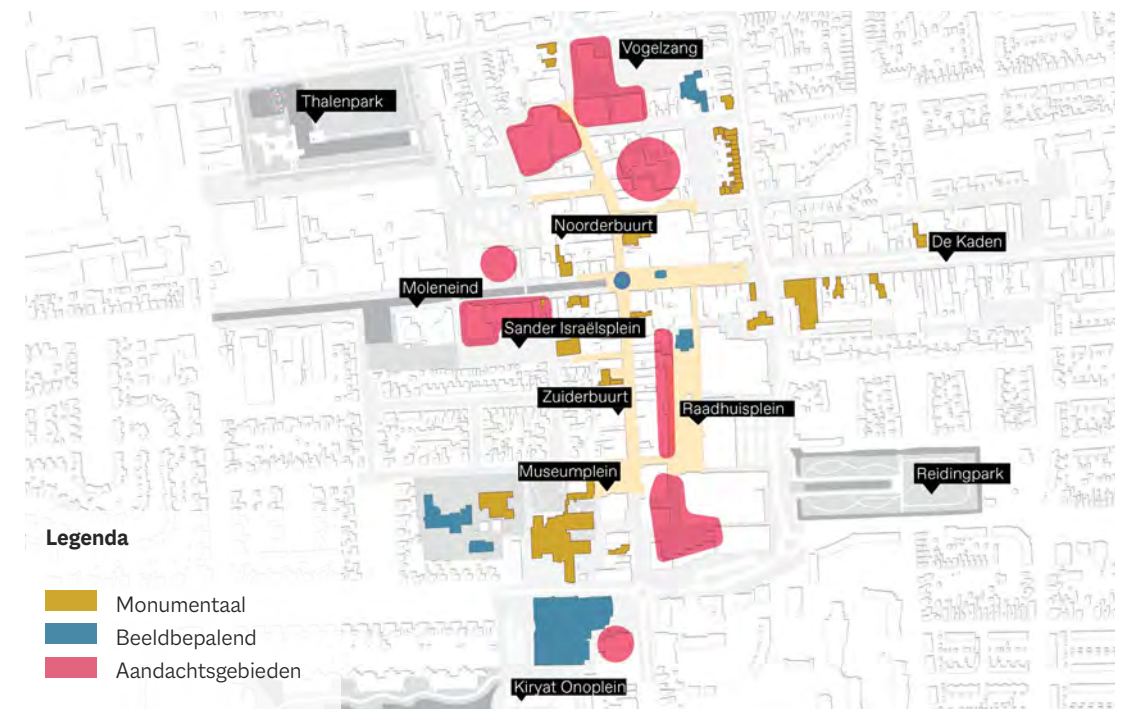 Vogelzang
Thalenpark
Noorderbuurt
De Kaden
Moleneind
Sander Israëlsplein
Zuiderbuurt
Raadhuisplein
Museumplein
Reidingpark
Legenda
Monumentaal
Beeldbepalend
Aandachtsgebieden
Kiryat Onoplein